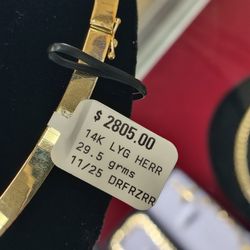 $ 2805.00
14K LYG HERR
29.5 grms
11/25 DRFRZRR